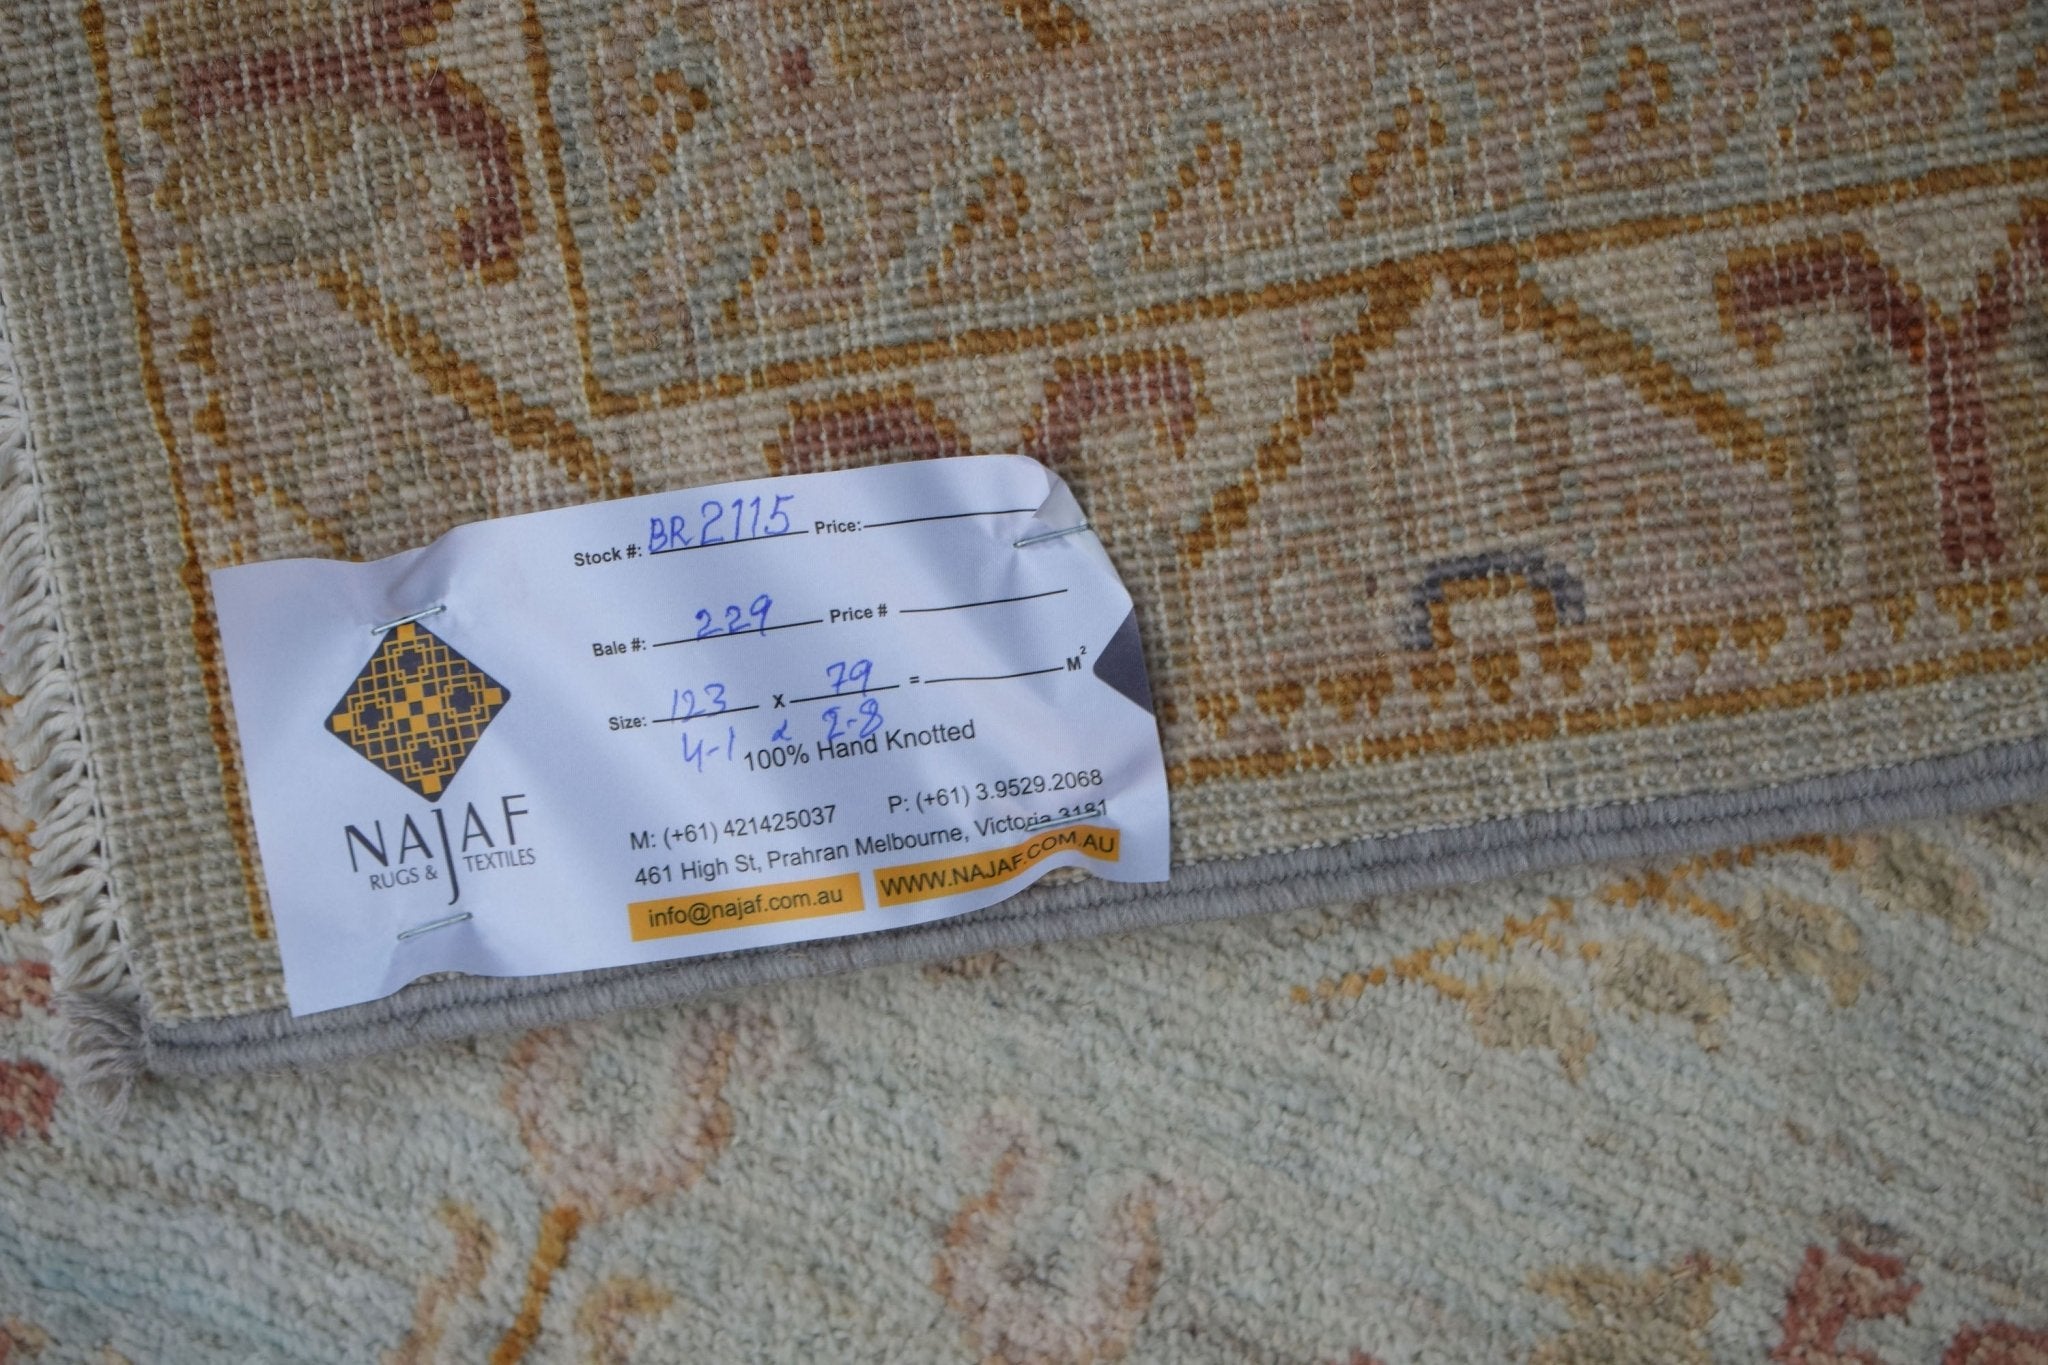 Stock #: BR2115 Price:
Bale #: 229 Price #
Size: 123 x 79 = M²
4-1 x 2-8
100% Hand Knotted
NAJAF
RUGS & TEXTILES
M: (+61) 421425037 P: (+61) 3.9529.2068
461 High St, Prahran Melbourne, Victoria 3181
info@najaf.com.au WWW.NAJAF.COM.AU